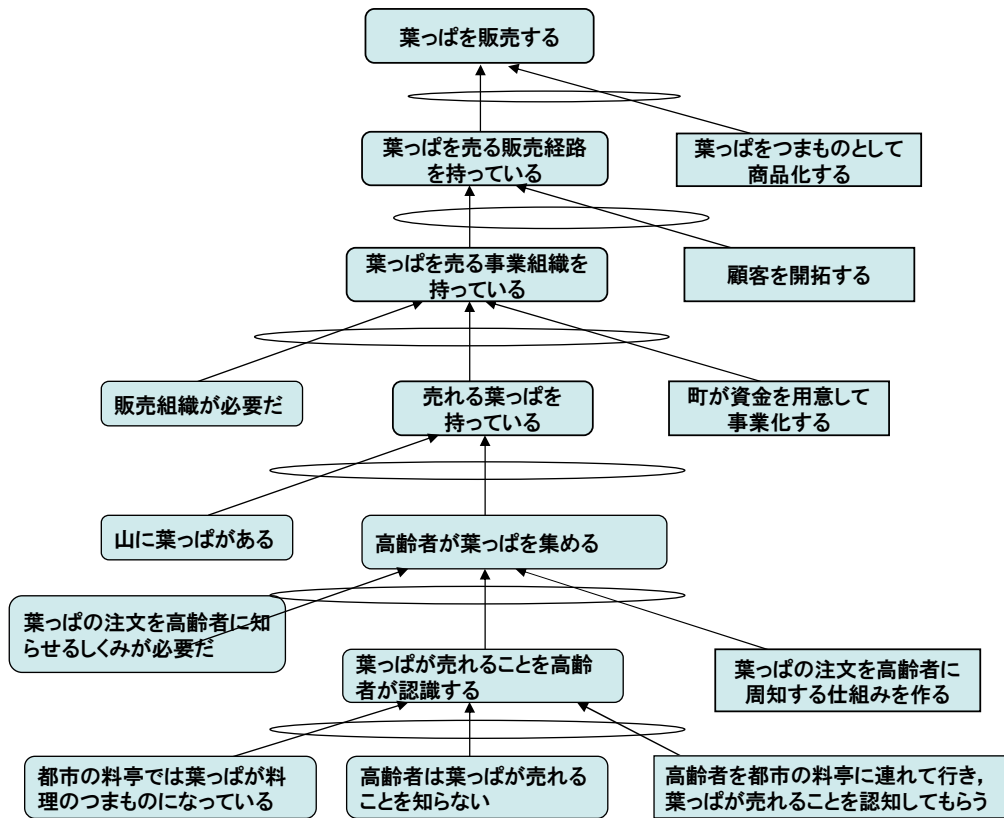 葉っぱを販売する
葉っぱを売る販売経路
を持っている
葉っぱをつまものとして
商品化する
葉っぱを売る事業組織を
持っている
顧客を開拓する
販売組織が必要だ
売れる葉っぱを
持っている
町が資金を用意して
事業化する
山に葉っぱがある
高齢者が葉っぱを集める
葉っぱの注文を高齢者に知
らせるしくみが必要だ
葉っぱが売れることを高齢
者が認識する
葉っぱの注文を高齢者に
周知する仕組みを作る
都市の料亭では葉っぱが料
理のつまものになっている
高齢者は葉っぱが売れる
ことを知らない
高齢者を都市の料亭に連れて行き,
葉っぱが売れることを認知してもらう